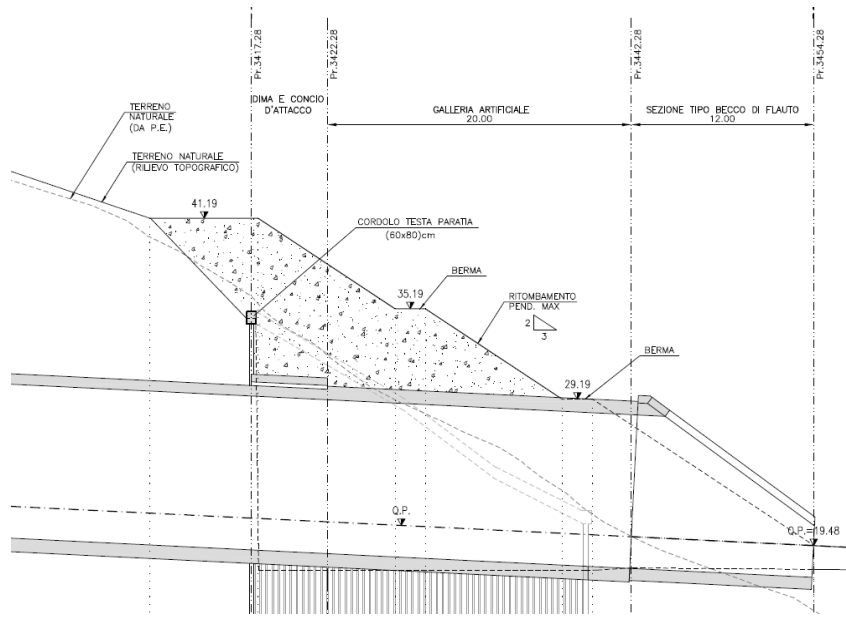 Pr.3417.28
Pr.3422.28
Pr.3442.28
Pr.3454.28
DIMA E CONCIO
D'ATTACCO
GALLERIA ARTIFICIALE
20.00
SEZIONE TIPO BECCO DI FLAUTO
12.00
TERRENO
NATURALE
(DA P.E.)
TERRENO NATURALE
(RILIEVO TOPOGRAFICO)
41.19
CORDOLO TESTA PARATIA
(60x80)cm
35.19
BERMA
RITOMBAMENTO
PEND. MAX
2
3
29.19
BERMA
Q.P.
Q.P.=19.48